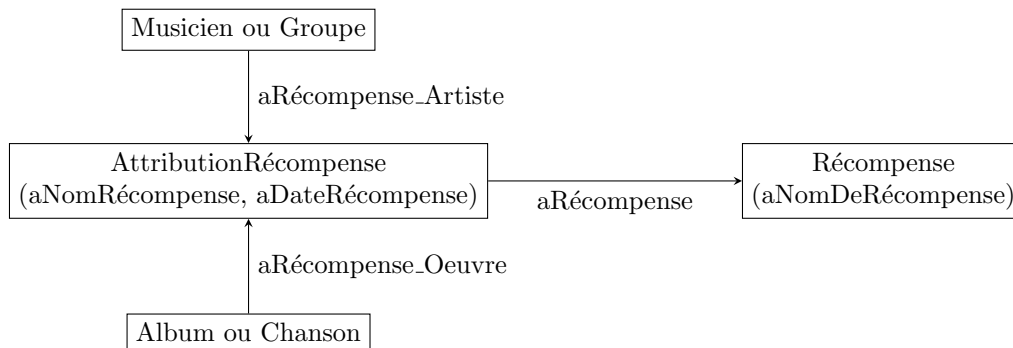 Musicien ou Groupe
aRécompense_Artiste
AttributionRécompense
(aNomRécompense, aDateRécompense)
aRécompense
Récompense
(aNomDeRécompense)
aRécompense_Oeuvre
Album ou Chanson